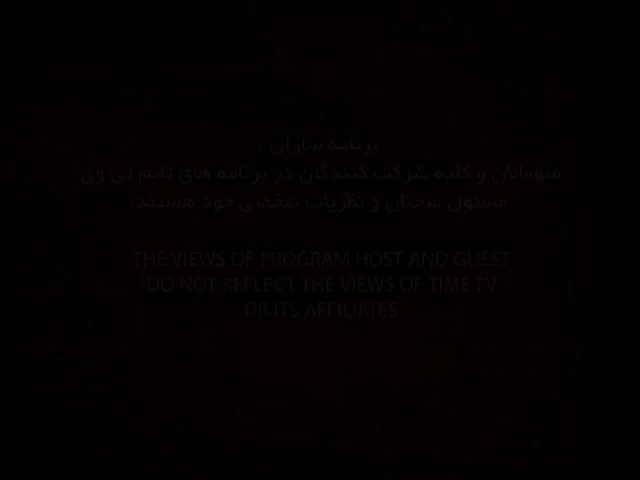 برنامه سازان ,
میهمانان و کلیه شرکت کنندگان در برنامه های تایم تی وی
مسئول سخنان و نظریات شخصی خود هستند.
THE VIEWS OF PROGRAM HOST AND GUEST
DO NOT REFLECT THE VIEWS OF TIME TV
OR ITS AFFILIATES.